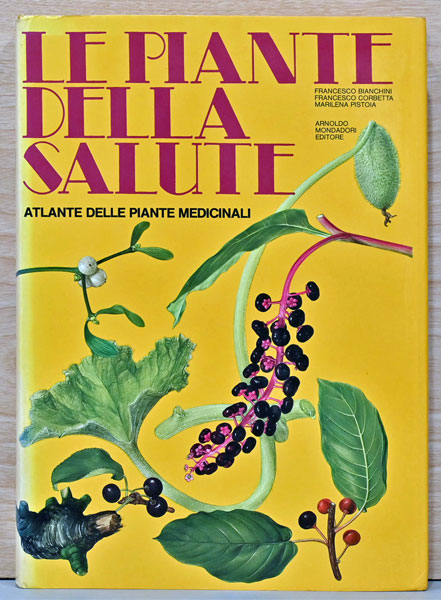 LE PIANTE
DELLA
SALUTE
FRANCESCO BIANCHINI
FRANCESCO CORBETTA
MARILENA PISTOIA
ARNOLDO
MONDADORI
EDITORE
ATLANTE DELLE PIANTE MEDICINALI